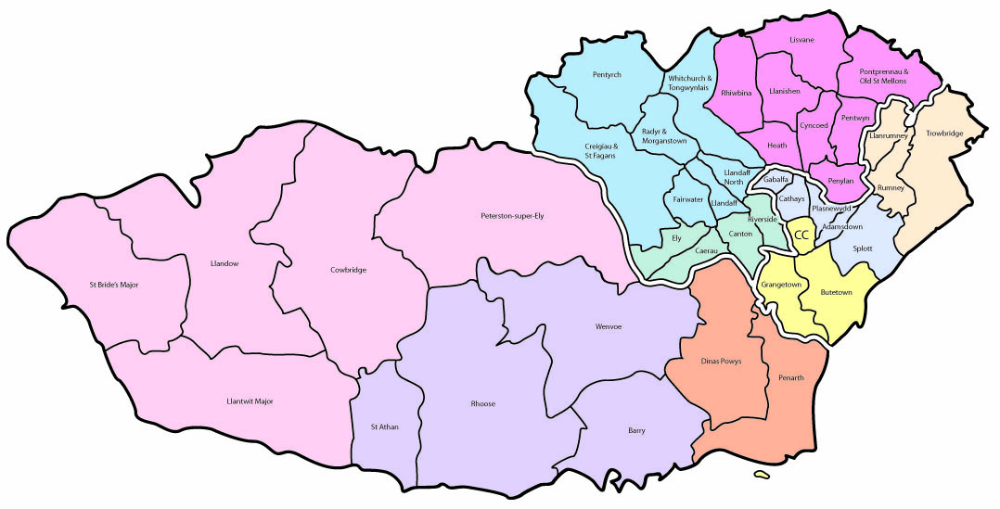 Lisvane
Pentyrch
Whitchurch &
Tongwynlais
Pontprennau &
Old St Mellons
Rhiwbina
Llanishen
Cyncoed
Pentwyn
Radyr &
Morganstown
Llanrumney
Trowbridge
Creigiau &
St Fagans
Heath
Llandaff
North
Gabalfa
Penylan
Rumney
Fairwater
Llandaff
Cathays
Plasnewydd
Peterston-super-Ely
Riverside
Adamsdown
Ely
Canton
CC
Caerau
Splott
Llandow
Cowbridge
St Bride's Major
Grangetown
Butetown
Wenvoe
Dinas Powys
Penarth
Llantwit Major
Rhoose
St Athan
Barry